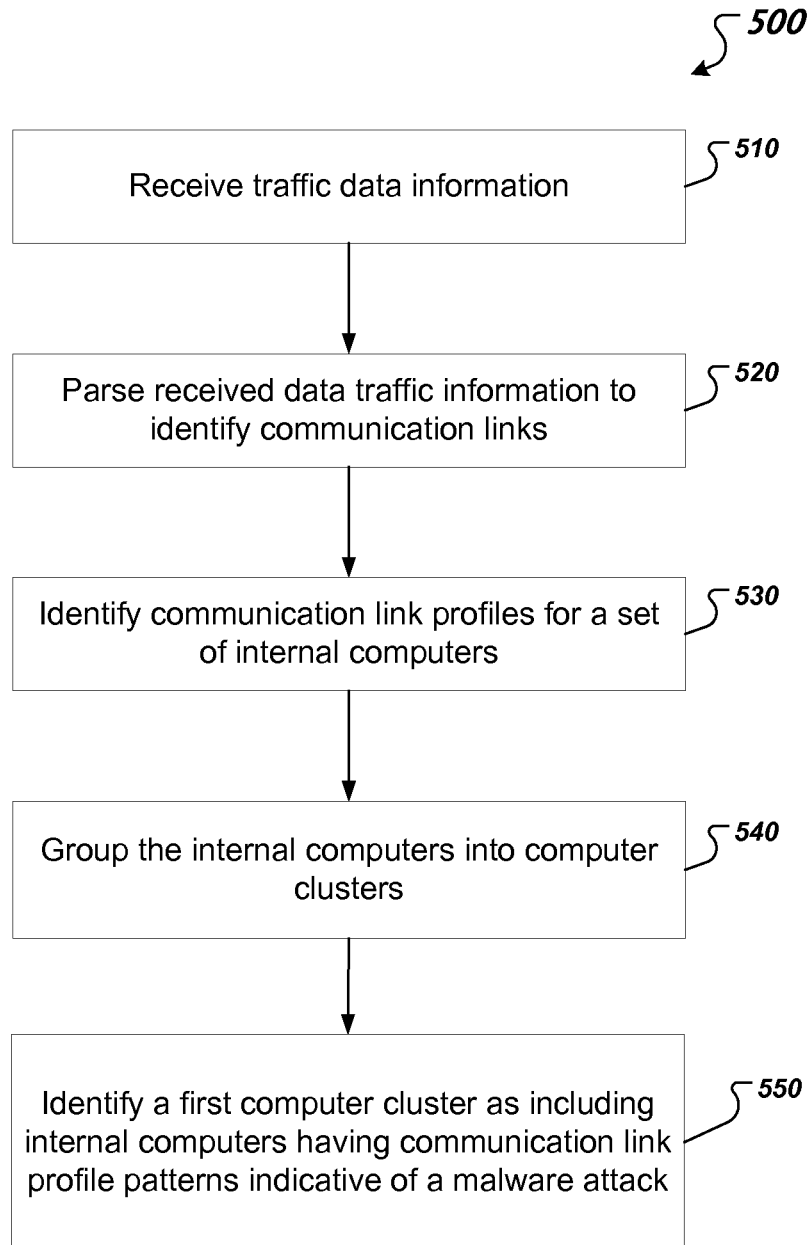 500
Receive traffic data information
510
Parse received data traffic information to
identify communication links
520
Identify communication link profiles for a set
of internal computers
530
Group the internal computers into computer
clusters
540
Identify a first computer cluster as including
internal computers having communication link
profile patterns indicative of a malware attack
550